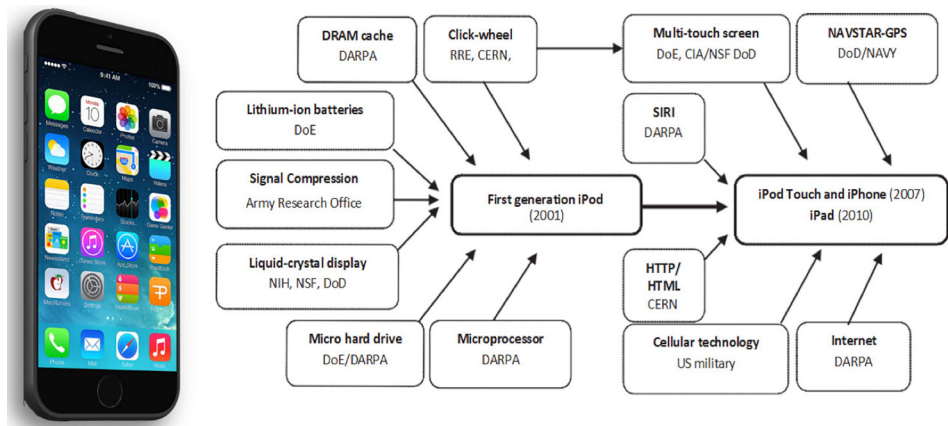 9:41 AM
100%
MONDAY
10
Messages
Calendar
Photos
Camera
Weather
Clock
Maps
Videos
Notes
Reminders
Stocks
Game Center
Newsstand
iTunes Store
App Store
Passbook
Settings
Phone
Mail
Safari
Music
DRAM cache
DARPA
Click-wheel
RRE, CERN,
Multi-touch screen
DoE, CIA/NSF DoD
NAVSTAR-GPS
DoD/NAVY
Lithium-ion batteries
DoE
SIRI
DARPA
Signal Compression
Army Research Office
First generation iPod
(2001)
iPod Touch and iPhone (2007)
iPad (2010)
Liquid-crystal display
NIH, NSF, DoD
HTTP/
HTML
CERN
Micro hard drive
DoE/DARPA
Microprocessor
DARPA
Cellular technology
US military
Internet
DARPA